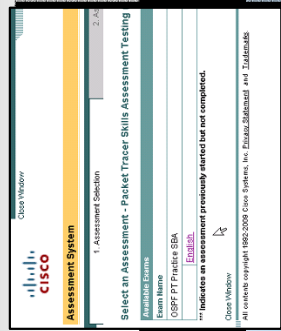 Close Window
CISCO
Assessment System
1. Assessment Selection
2. As
Select an Assessment - Packet Tracer Skills Assessment Testing
Available Exams
Exam Name
OSPF PT Practice SBA
English
** Indicates an assessment previously started but not completed.
Close Window
All contents copyright 1992-2009 Cisco Systems, Inc. Privacy Statement and Trademarks.